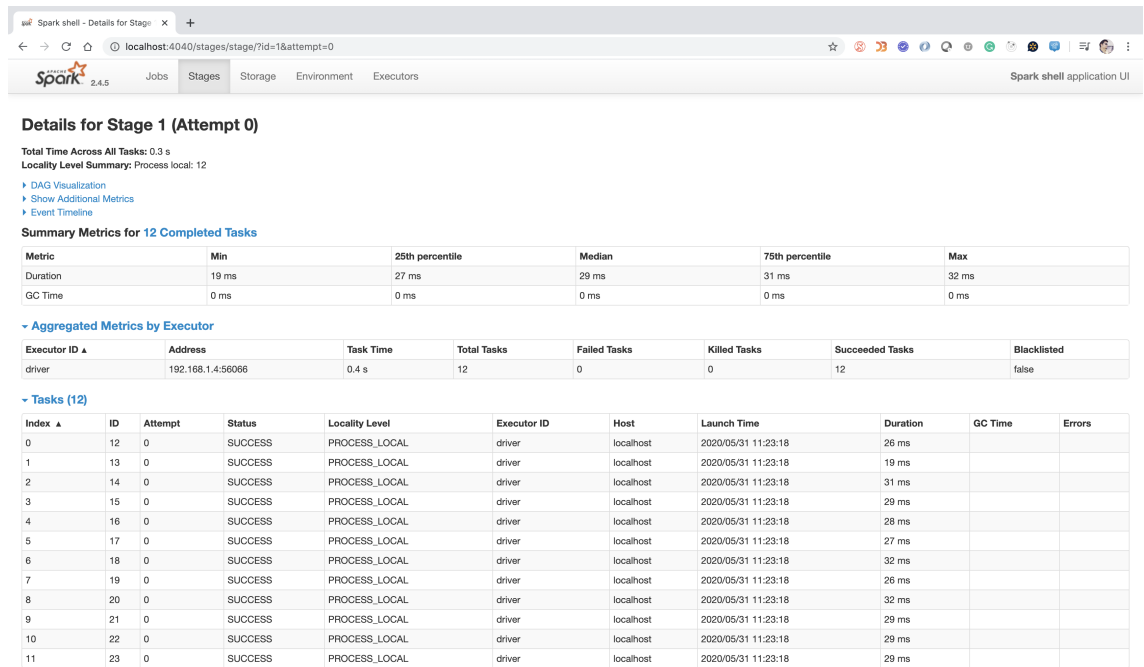 Spark shell - Details for Stage
localhost:4040/stages/stage/?id=1&attempt=0
APACHE Spark 2.4.5 Jobs Stages Storage Environment Executors Spark shell application UI
Details for Stage 1 (Attempt 0)
Total Time Across All Tasks: 0.3 s
Locality Level Summary: Process local: 12
DAG Visualization
Show Additional Metrics
Event Timeline
Summary Metrics for 12 Completed Tasks
Metric Min 25th percentile Median 75th percentile Max
Duration 19 ms 27 ms 29 ms 31 ms 32 ms
GC Time 0 ms 0 ms 0 ms 0 ms 0 ms
Aggregated Metrics by Executor
Executor ID ▴ Address Task Time Total Tasks Failed Tasks Killed Tasks Succeeded Tasks Blacklisted
driver 192.168.1.4:56066 0.4 s 12 0 0 12 false
Tasks (12)
Index ▴ ID Attempt Status Locality Level Executor ID Host Launch Time Duration GC Time Errors
0 12 0 SUCCESS PROCESS_LOCAL driver localhost 2020/05/31 11:23:18 26 ms
1 13 0 SUCCESS PROCESS_LOCAL driver localhost 2020/05/31 11:23:18 19 ms
2 14 0 SUCCESS PROCESS_LOCAL driver localhost 2020/05/31 11:23:18 31 ms
3 15 0 SUCCESS PROCESS_LOCAL driver localhost 2020/05/31 11:23:18 29 ms
4 16 0 SUCCESS PROCESS_LOCAL driver localhost 2020/05/31 11:23:18 28 ms
5 17 0 SUCCESS PROCESS_LOCAL driver localhost 2020/05/31 11:23:18 27 ms
6 18 0 SUCCESS PROCESS_LOCAL driver localhost 2020/05/31 11:23:18 32 ms
7 19 0 SUCCESS PROCESS_LOCAL driver localhost 2020/05/31 11:23:18 26 ms
8 20 0 SUCCESS PROCESS_LOCAL driver localhost 2020/05/31 11:23:18 32 ms
9 21 0 SUCCESS PROCESS_LOCAL driver localhost 2020/05/31 11:23:18 29 ms
10 22 0 SUCCESS PROCESS_LOCAL driver localhost 2020/05/31 11:23:18 29 ms
11 23 0 SUCCESS PROCESS_LOCAL driver localhost 2020/05/31 11:23:18 29 ms